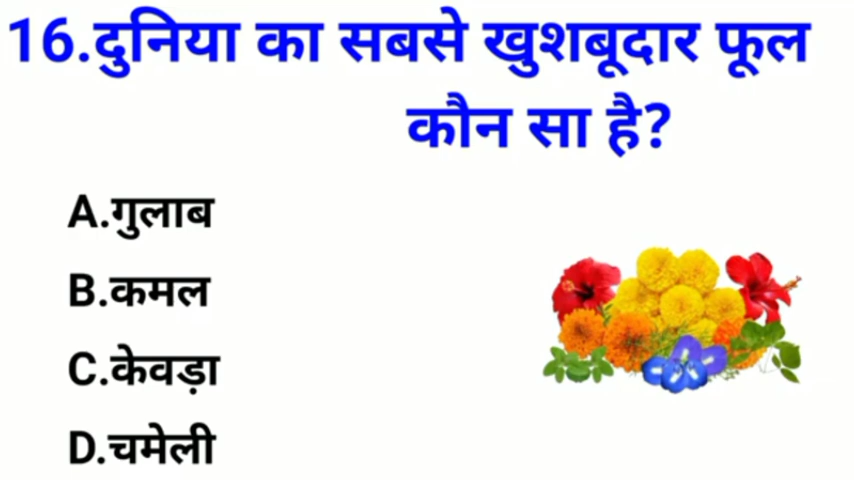 16.दुनिया का सबसे खुशबूदार फूल
कौन सा है?
A.गुलाब
B.कमल
C.केवड़ा
D.चमेली